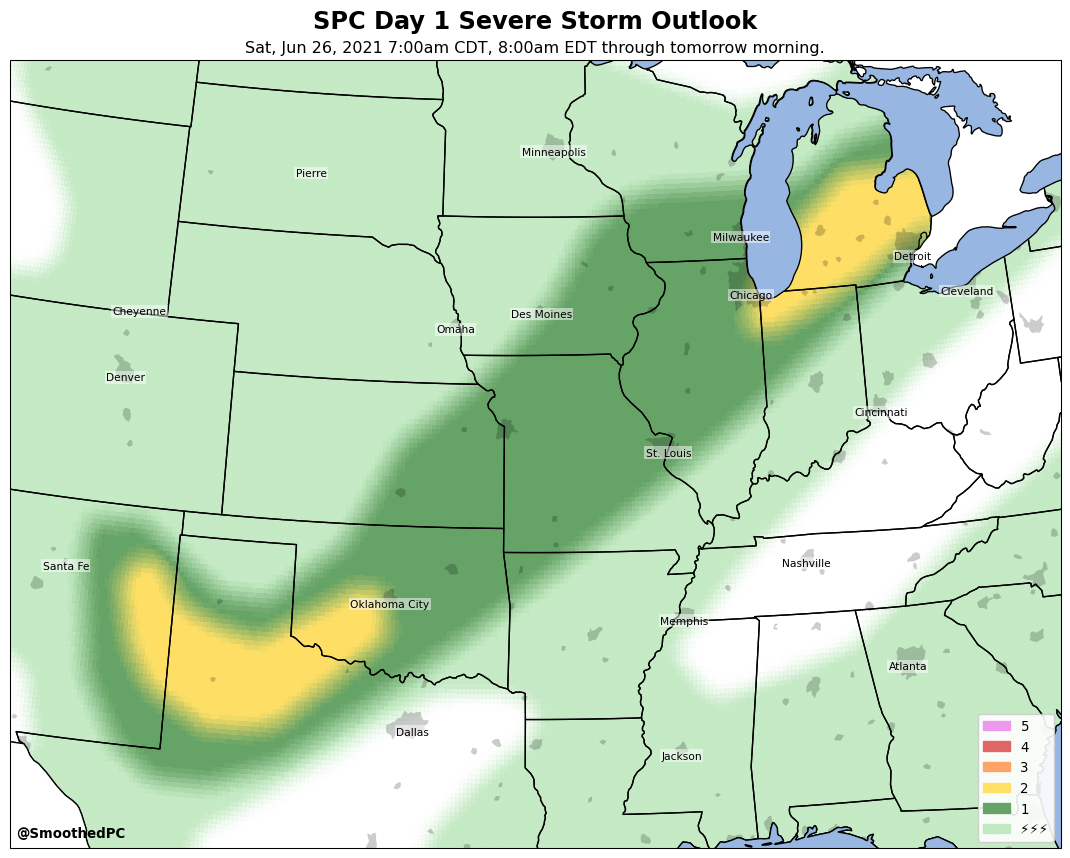 SPC Day 1 Severe Storm Outlook
Sat, Jun 26, 2021 7:00am CDT, 8:00am EDT through tomorrow morning.
Minneapolis
Pierre
Milwaukee
Detroit
Cleveland
Chicago
Cheyenne
Des Moines
Omaha
Denver
Cincinnati
St. Louis
Santa Fe
Nashville
Oklahoma City
Memphis
Atlanta
Dallas
Jackson
5
4
3
2
1
⚡⚡⚡
@SmoothedPC